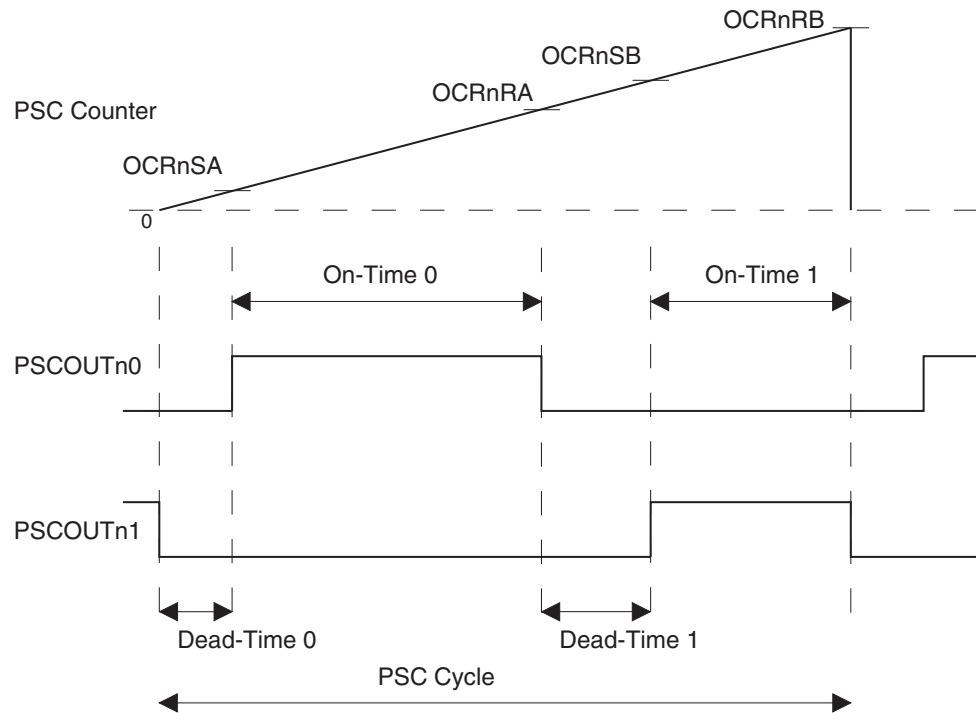 OCRnRB
OCRnSB
OCRnRA
PSC Counter
OCRnSA
0
On-Time 0
On-Time 1
PSCOUTn0
PSCOUTn1
Dead-Time 0
Dead-Time 1
PSC Cycle